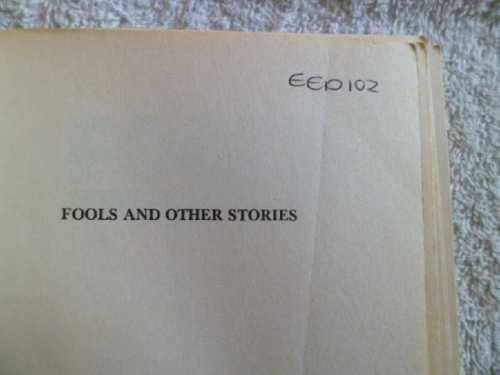 EED102
FOOLS AND OTHER STORIES